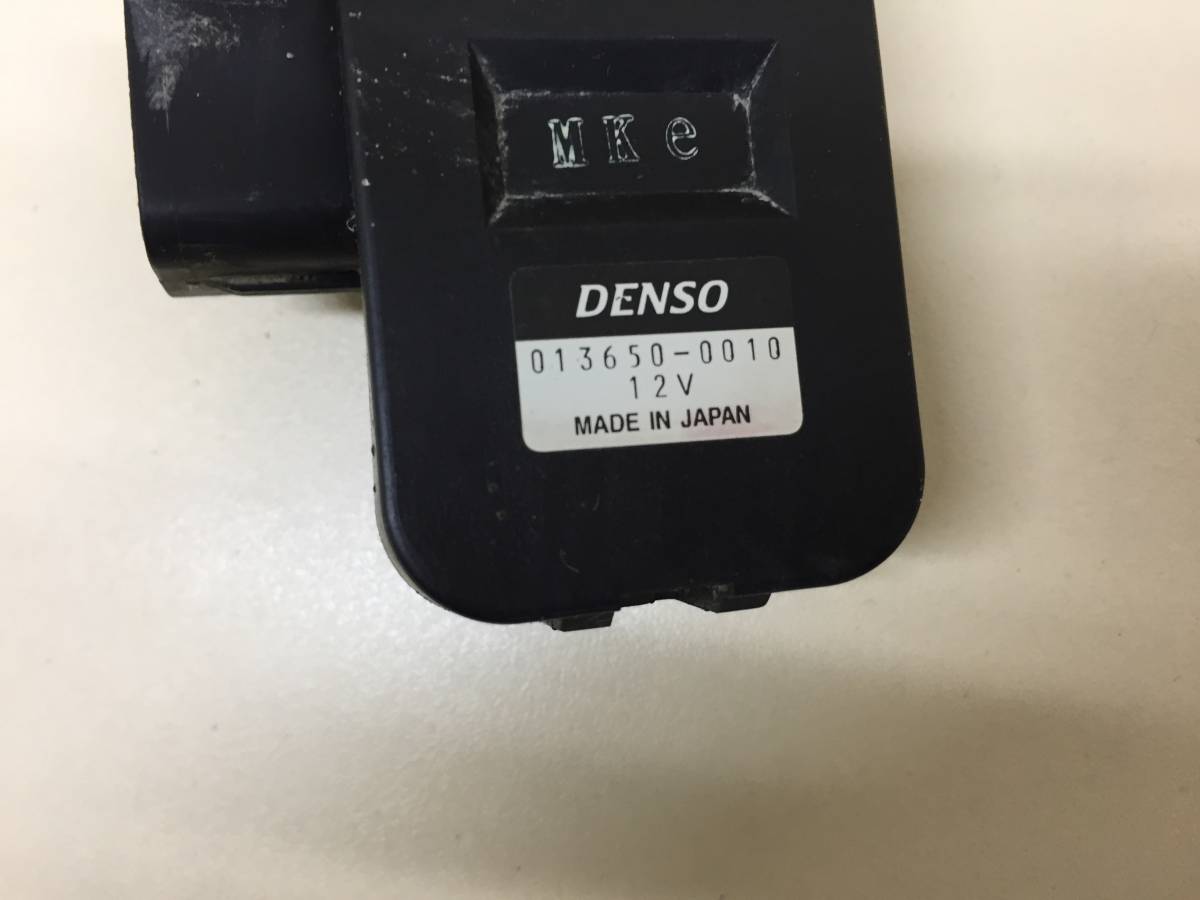 MKe
DENSO
013650-0010
12V
MADE IN JAPAN